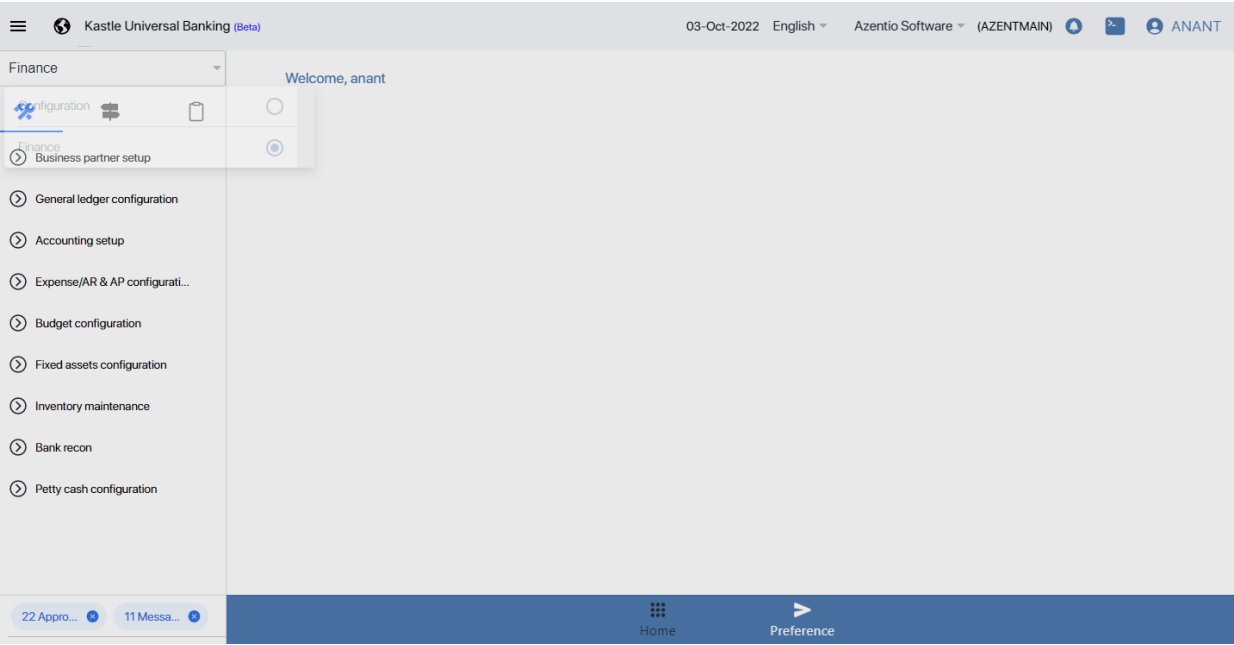 Kastle Universal Banking (Beta)
03-Oct-2022 English Azentio Software (AZENTMAIN) ANANT
Finance
Welcome, anant
Configuration
Finance
Business partner setup
General ledger configuration
Accounting setup
Expense/AR & AP configurati...
Budget configuration
Fixed assets configuration
Inventory maintenance
Bank recon
Petty cash configuration
22 Appro... 11 Messa...
Home Preference